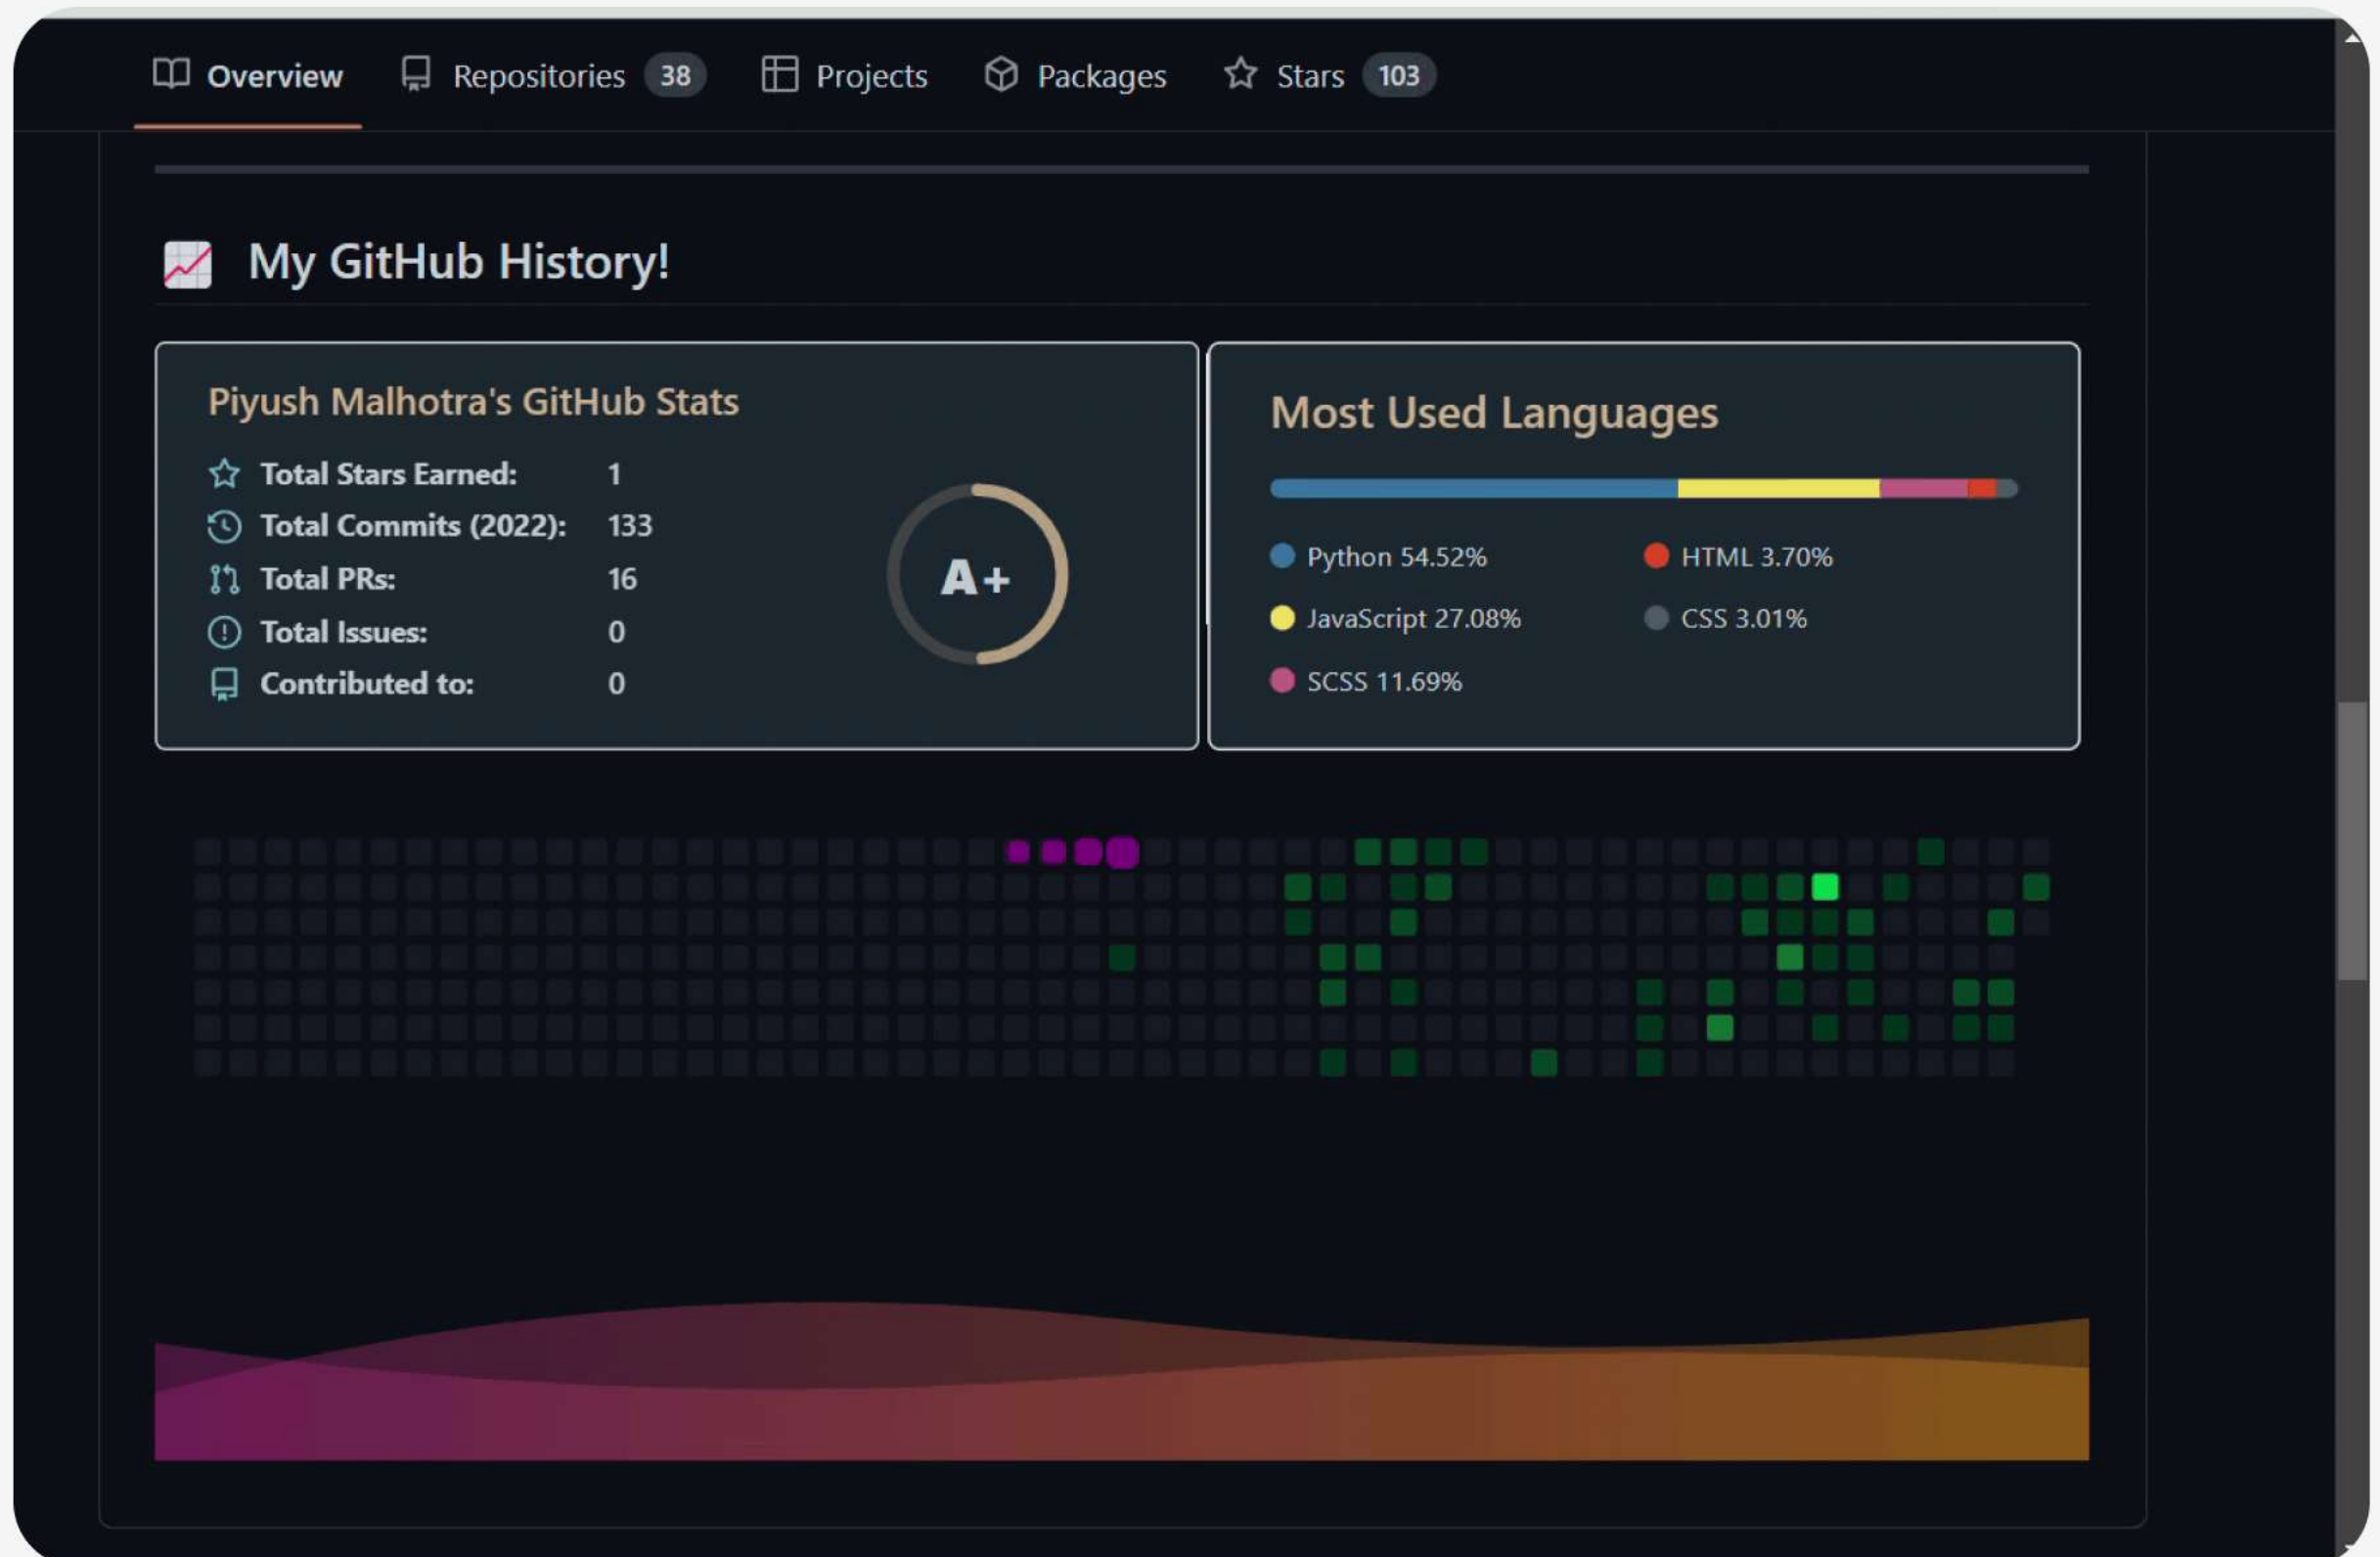 Overview Repositories 38 Projects Packages Stars 103
My GitHub History!
Piyush Malhotra's GitHub Stats
Total Stars Earned: 1
Total Commits (2022): 133
Total PRs: 16
Total Issues: 0
Contributed to: 0
A+
Most Used Languages
Python 54.52%
JavaScript 27.08%
SCSS 11.69%
HTML 3.70%
CSS 3.01%